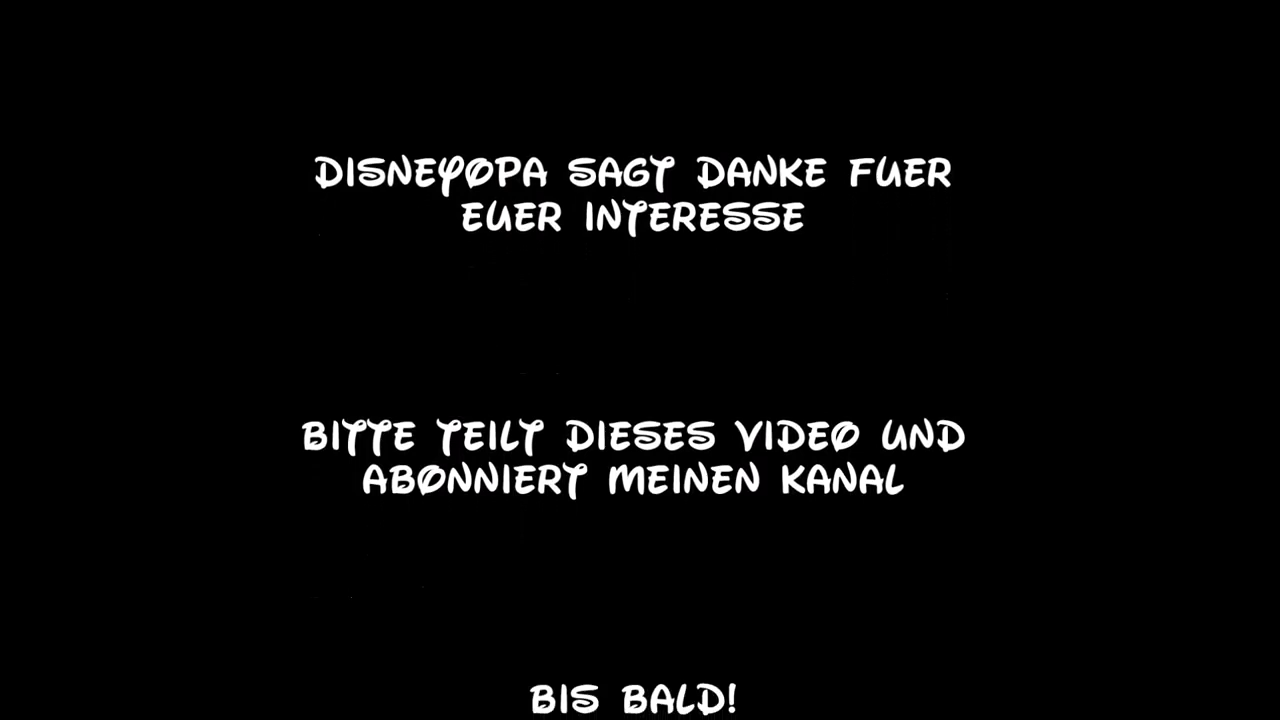 DISNEYOPA SAGT DANKE FUER
EUER INTERESSE
BITTE TEILT DIESES VIDEO UND
ABONNIERT MEINEN KANAL
BIS BALD!